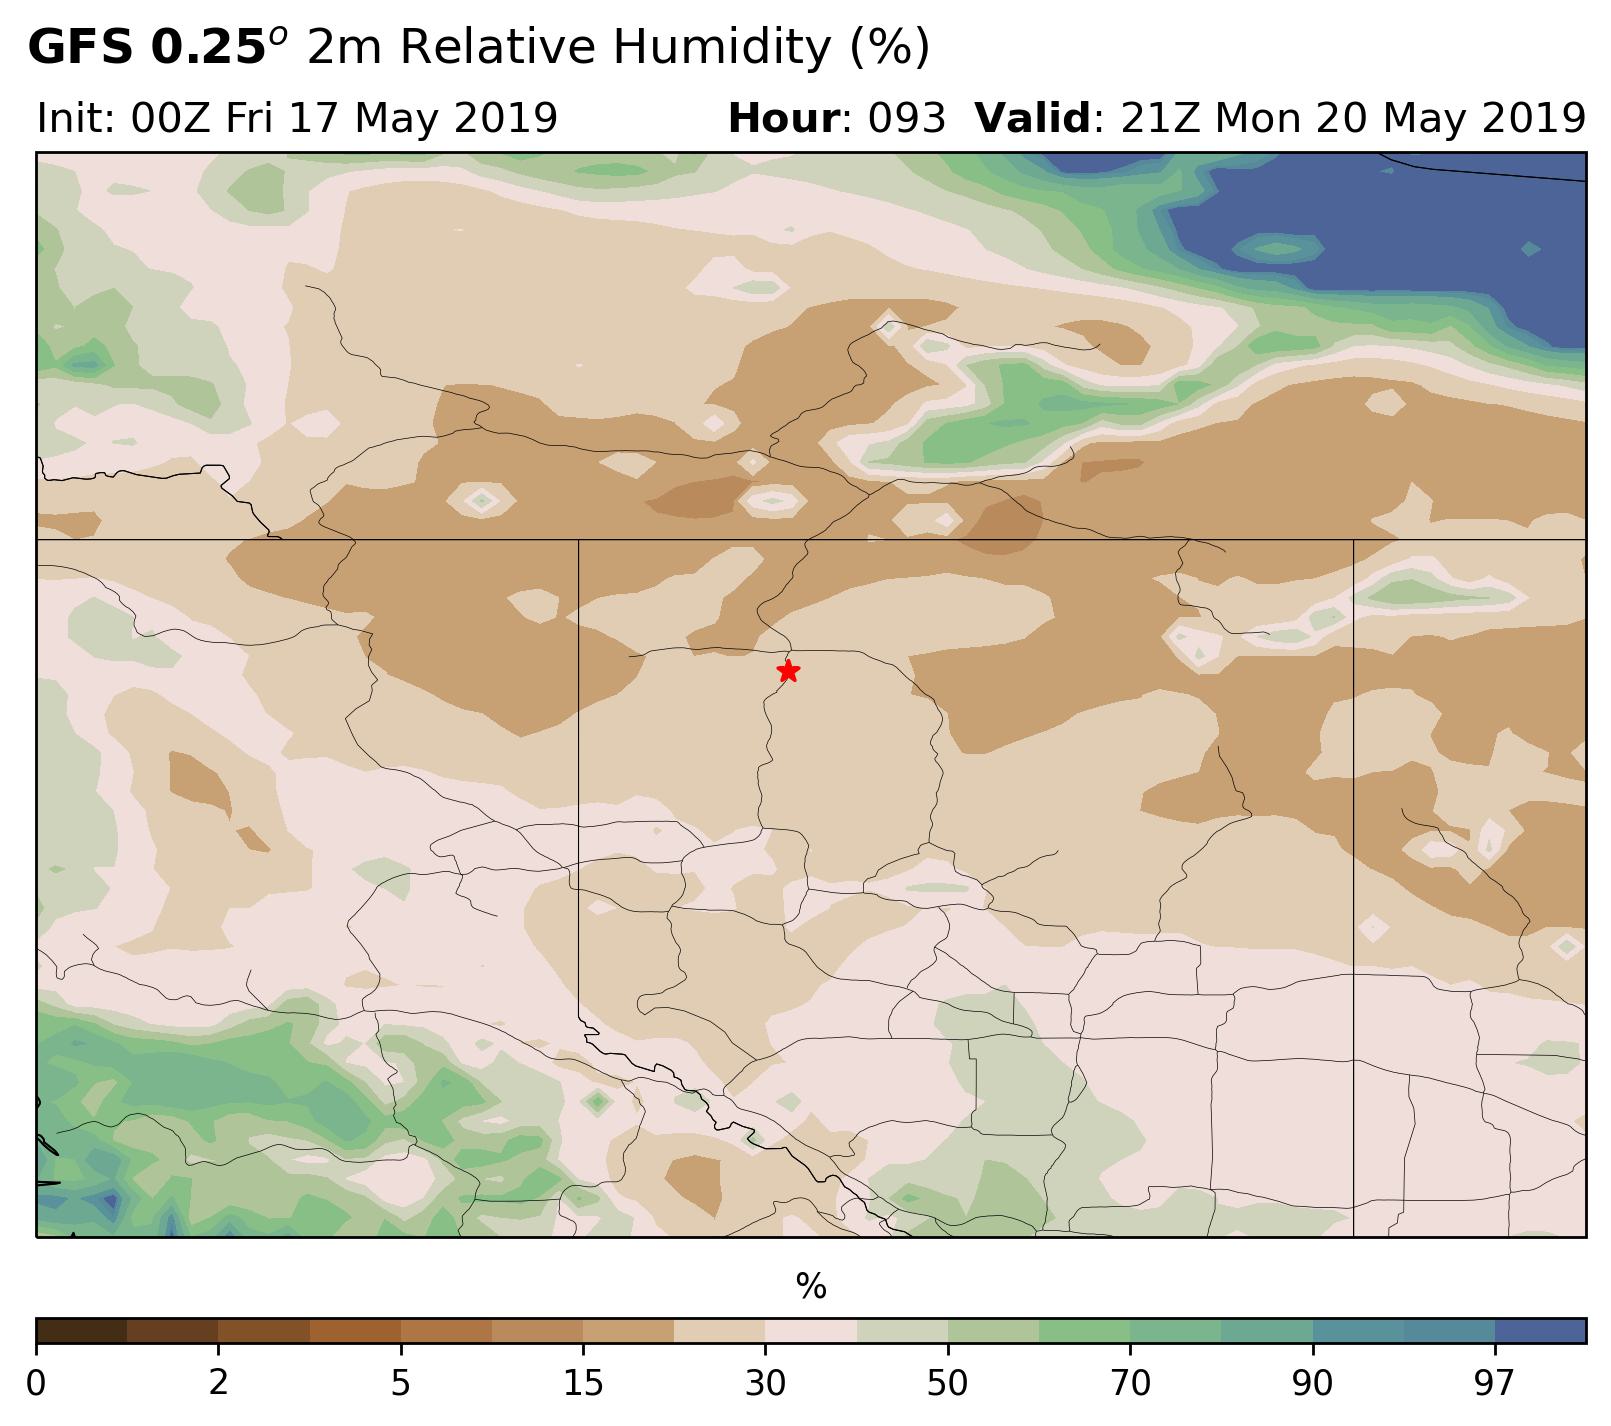 GFS 0.25° 2m Relative Humidity (%)
Init: 00Z Fri 17 May 2019 Hour: 093 Valid: 21Z Mon 20 May 2019
%
0 2 5 15 30 50 70 90 97